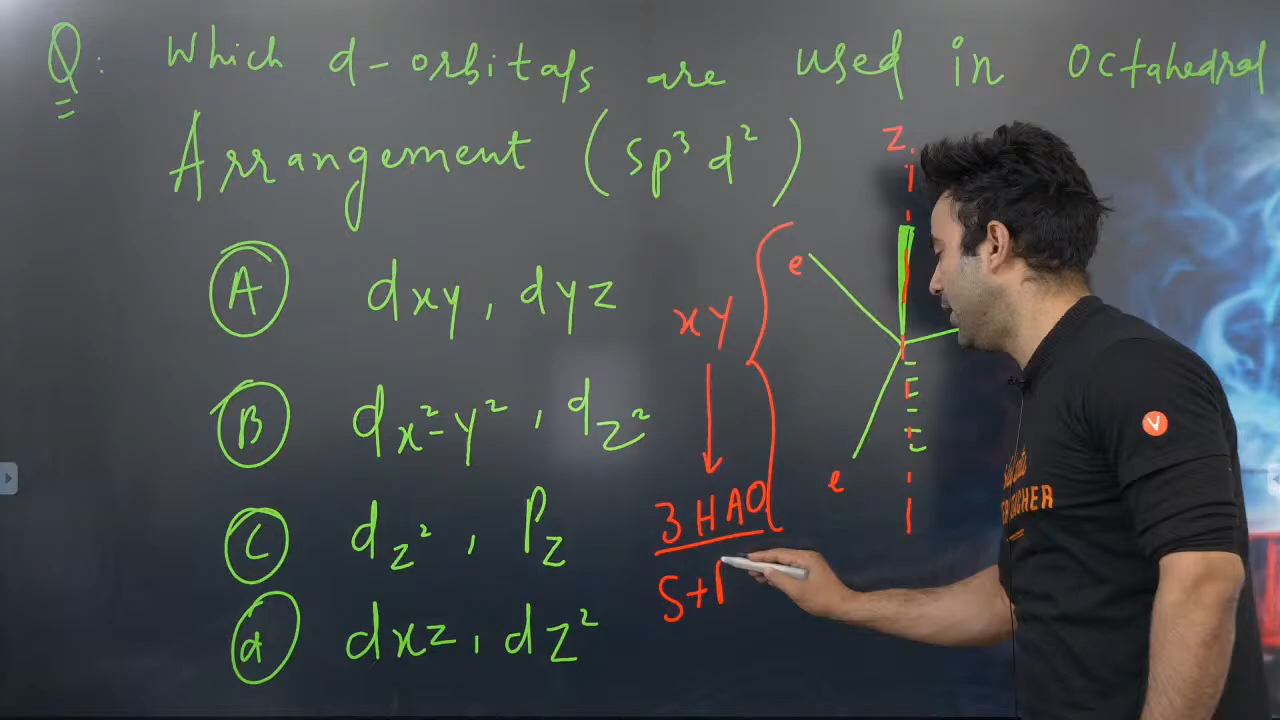 Q: Which d-orbitals are used in Octahedral
Arrangement (sp³d²)
A dxy, dyz
B dx²-y², dz²
C dz², Pz
d dxz, dz²
z
e
xy
e
3 HAO
S+
V